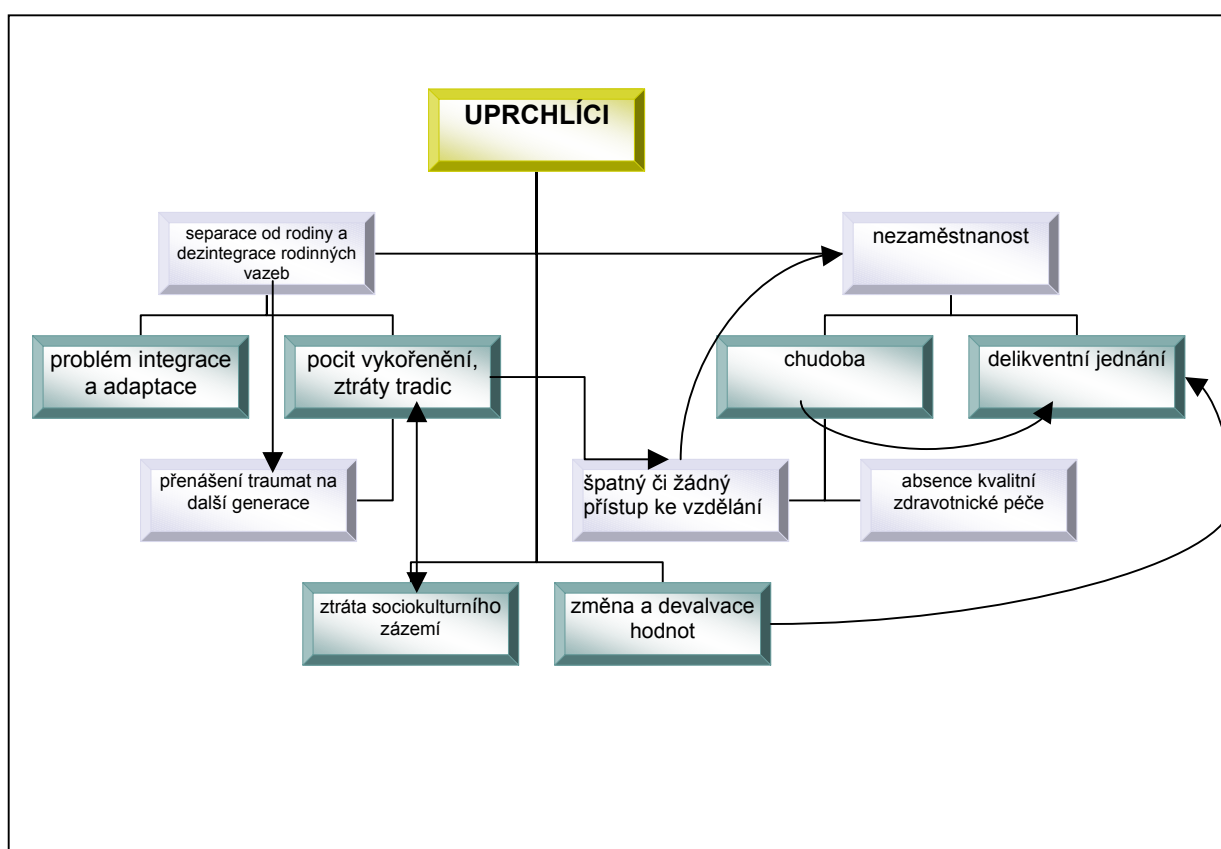 UPRCHLÍCI
separace od rodiny a
dezintegrace rodinných
vazeb
nezaměstnanost
problém integrace
a adaptace
pocit vykořenění,
ztráty tradic
chudoba
delikventní jednání
přenášení traumat na
další generace
špatný či žádný
přístup ke vzdělání
absence kvalitní
zdravotnické péče
ztráta sociokulturního
zázemí
změna a devalvace
hodnot